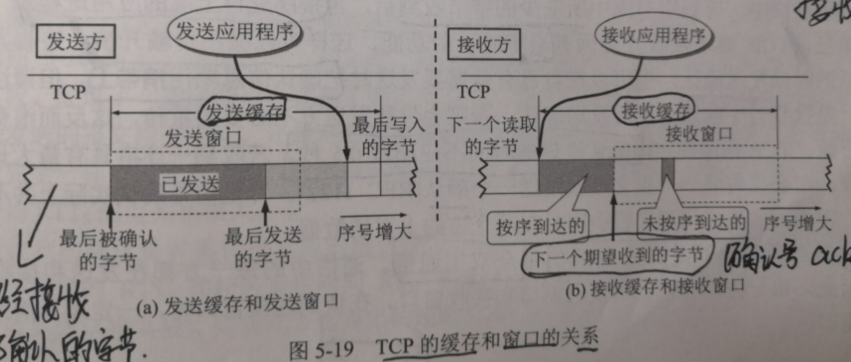 接收
发送方
发送应用程序
TCP
发送缓存
发送窗口
最后写入
的字节
已发送
最后被确认
的字节
最后发送
的字节
序号增大
(a) 发送缓存和发送窗口
接收
确认的字节.
接收方
接收应用程序
TCP
下一个读取
的字节
接收缓存
接收窗口
按序到达的
未按序到达的
序号增大
下一个期望收到的字节
确认号 ack
(b) 接收缓存和接收窗口
图 5-19 TCP 的缓存和窗口的关系